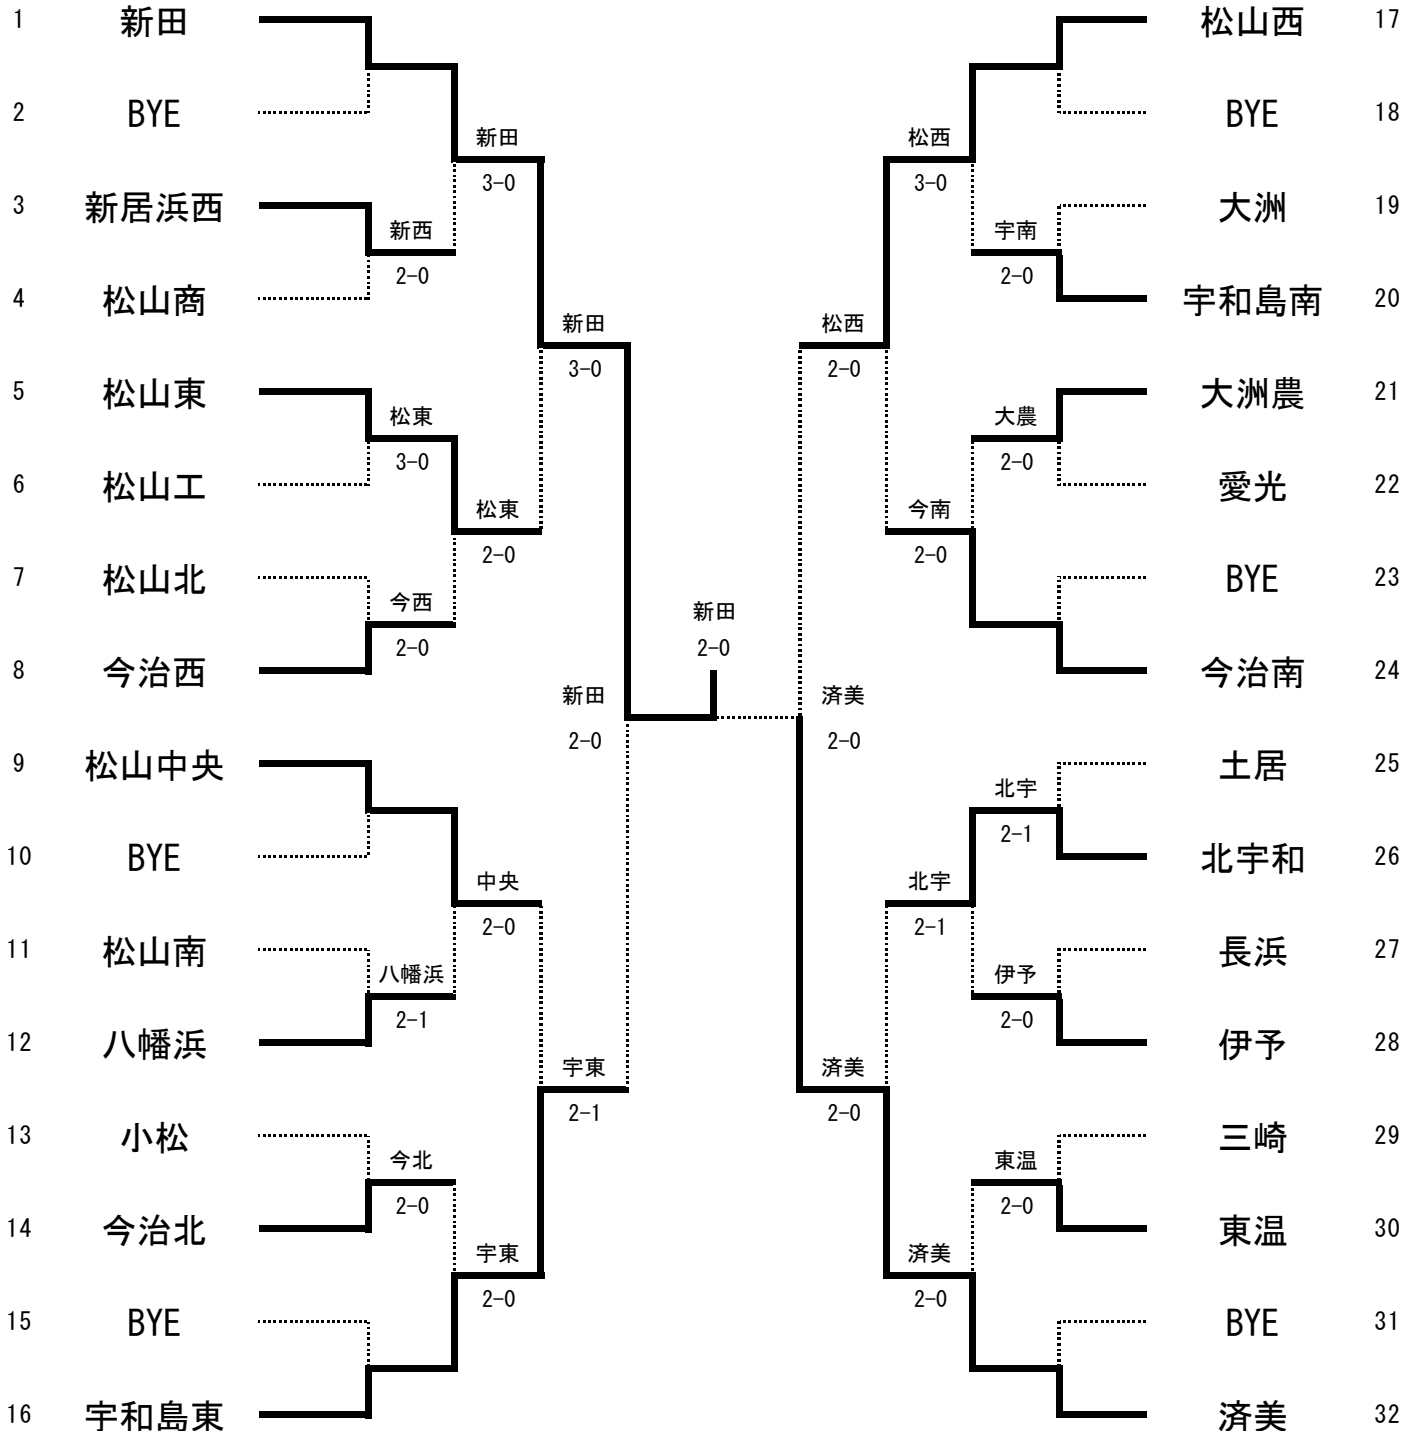 1 新田
2 BYE
3 新居浜西
4 松山商
5 松山東
6 松山工
7 松山北
8 今治西
9 松山中央
10 BYE
11 松山南
12 八幡浜
13 小松
14 今治北
15 BYE
16 宇和島東
新西
2-0
松東
3-0
今西
2-0
八幡浜
2-1
今北
2-0
新田
3-0
松東
2-0
中央
2-0
宇東
2-0
新田
3-0
宇東
2-1
新田
2-0
新田
2-0
済美
2-0
松西
2-0
済美
2-0
松西
3-0
今南
2-0
北宇
2-1
済美
2-0
宇南
2-0
大農
2-0
北宇
2-1
伊予
2-0
東温
2-0
松山西 17
BYE 18
大洲 19
宇和島南 20
大洲農 21
愛光 22
BYE 23
今治南 24
土居 25
北宇和 26
長浜 27
伊予 28
三崎 29
東温 30
BYE 31
済美 32